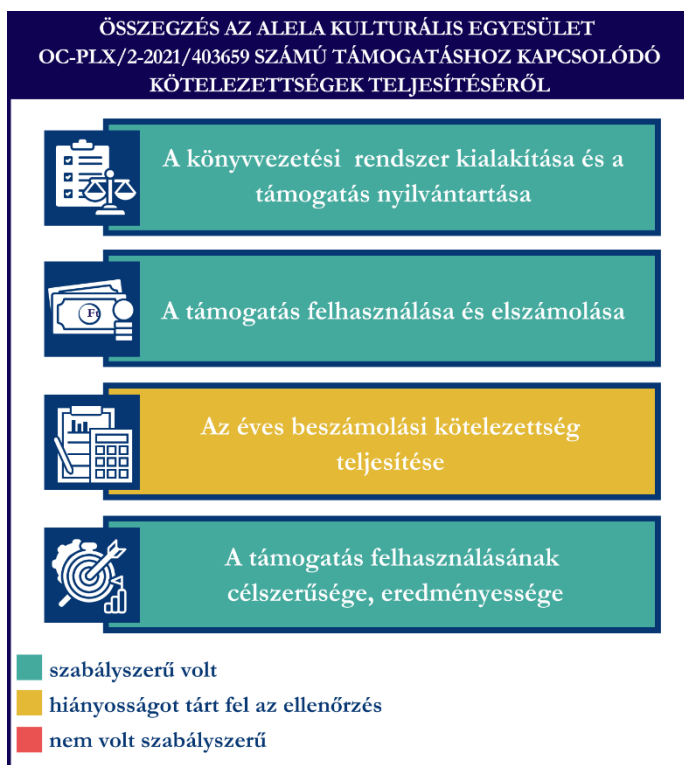 ÖSSZEGZÉS AZ ALELA KULTURÁLIS EGYESÜLET
OC-PLX/2-2021/403659 SZÁMÚ TÁMOGATÁSHOZ KAPCSOLÓDÓ
KÖTELEZETTSÉGEK TELJESÍTÉSÉRŐL
A könyvvezetési rendszer kialakítása és a
támogatás nyilvántartása
Ft
A támogatás felhasználása és elszámolása
Az éves beszámolási kötelezettség
teljesítése
A támogatás felhasználásának
célszerűsége, eredményessége
szabályszerű volt
hiányosságot tárt fel az ellenőrzés
nem volt szabályszerű